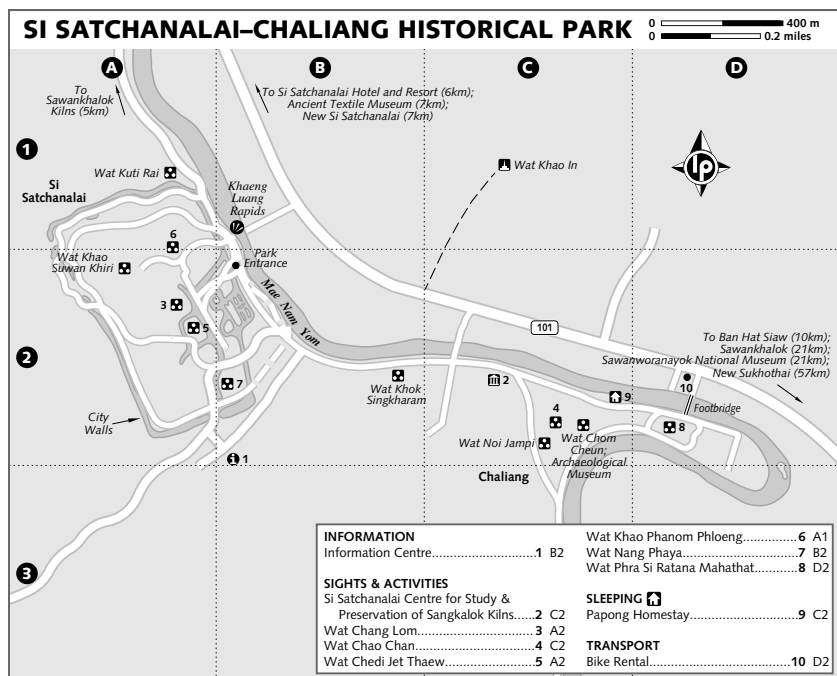 SI SATCHANALAI–CHALIANG HISTORICAL PARK
0 400 m
0 0.2 miles
A B C D
To
Sawankhalok
Kilns (5km)
To Si Satchanalai Hotel and Resort (6km);
Ancient Textile Museum (7km);
New Si Satchanalai (7km)
1
Wat Kuti Rai
Wat Khao In
lp
Si
Satchanalai
Khaeng
Luang
Rapids
6
Park
Entrance
Wat Khao
Suwan Khiri
3
5
Mae Nam Yom
101
2
To Ban Hat Siaw (10km);
Sawankhalok (21km);
Sawanworanayok National Museum (21km);
New Sukhothai (57km)
7
Wat Khok
Singkharam
2
9
10
Footbridge
City
Walls
4
8
Wat Noi Jampi
Wat Chom
Cheun;
Archaeological
Museum
1
Chaliang
3
INFORMATION
Information Centre..................1 B2
SIGHTS & ACTIVITIES
Si Satchanalai Centre for Study &
Preservation of Sangkalok Kilns..2 C2
Wat Chang Lom.......................3 A2
Wat Chao Chan.......................4 C2
Wat Chedi Jet Thaew...............5 A2
Wat Khao Phanom Phloeng.............6 A1
Wat Nang Phaya.........................7 B2
Wat Phra Si Ratana Mahathat........8 D2
SLEEPING
Papong Homestay.......................9 C2
TRANSPORT
Bike Rental..............................10 D2